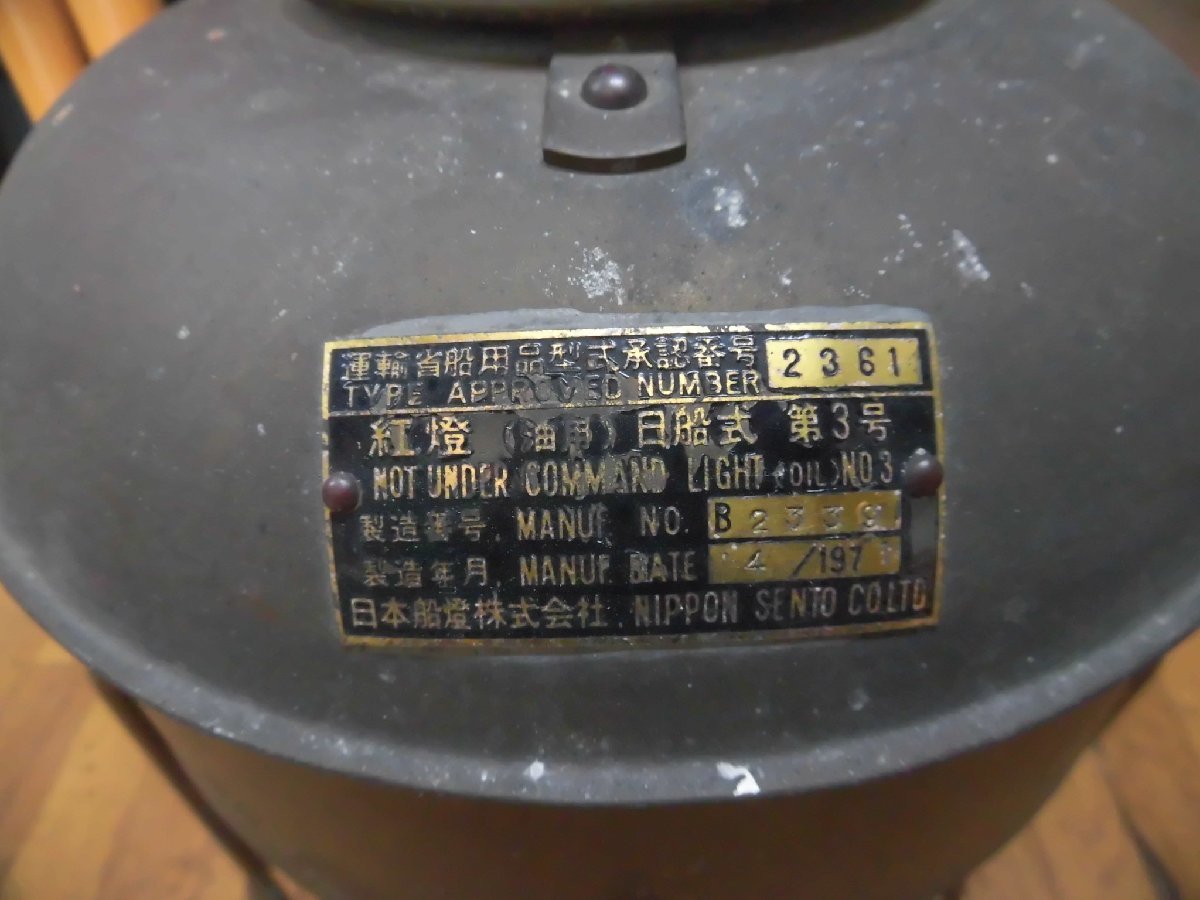 運輸省船用品型式承認番号 2361
TYPE APPROVED NUMBER
紅燈(油用)日船式 第3号
NOT UNDER COMMAND LIGHT (OIL) NO.3
製造番号. MANUF. NO. B 2339
製造年月. MANUF. DATE 4/197
日本船燈株式会社. NIPPON SENTO CO.LTD